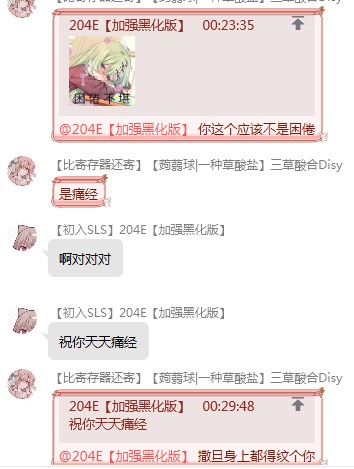 204E【加强黑化版】 00:23:35
困倦不堪
@204E【加强黑化版】 你这个应该不是困倦
【比寄存器还寄】【蒟蒻球|一种草酸盐】三草酸合Disy
是痛经
【初入SLS】204E【加强黑化版】
啊对对对
【初入SLS】204E【加强黑化版】
祝你天天痛经
【比寄存器还寄】【蒟蒻球|一种草酸盐】三草酸合Disy
204E【加强黑化版】 00:29:48
祝你天天痛经
@204E【加强黑化版】 撤旦身上都得纹个你